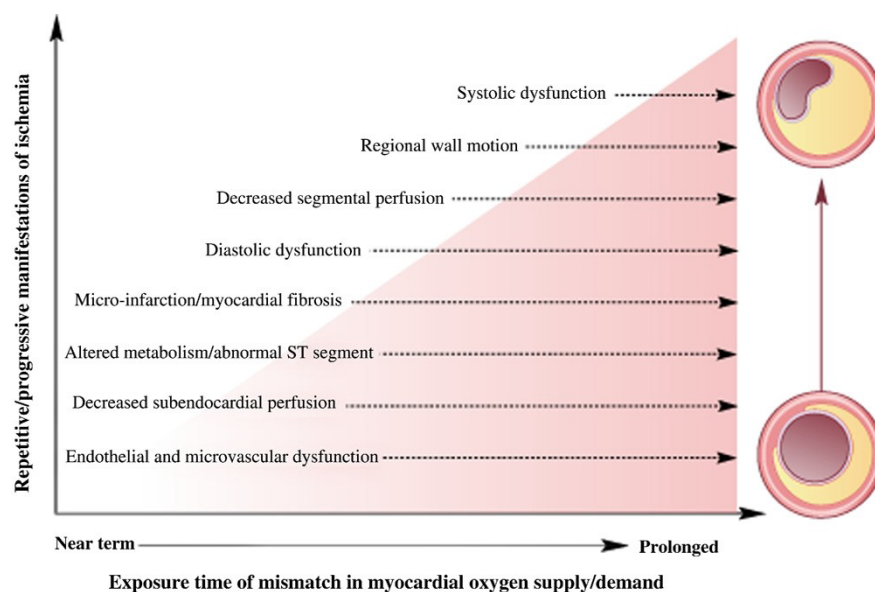 Repetitive/progressive manifestations of ischemia
Systolic dysfunction
Regional wall motion
Decreased segmental perfusion
Diastolic dysfunction
Micro-infarction/myocardial fibrosis
Altered metabolism/abnormal ST segment
Decreased subendocardial perfusion
Endothelial and microvascular dysfunction
Near term
Prolonged
Exposure time of mismatch in myocardial oxygen supply/demand